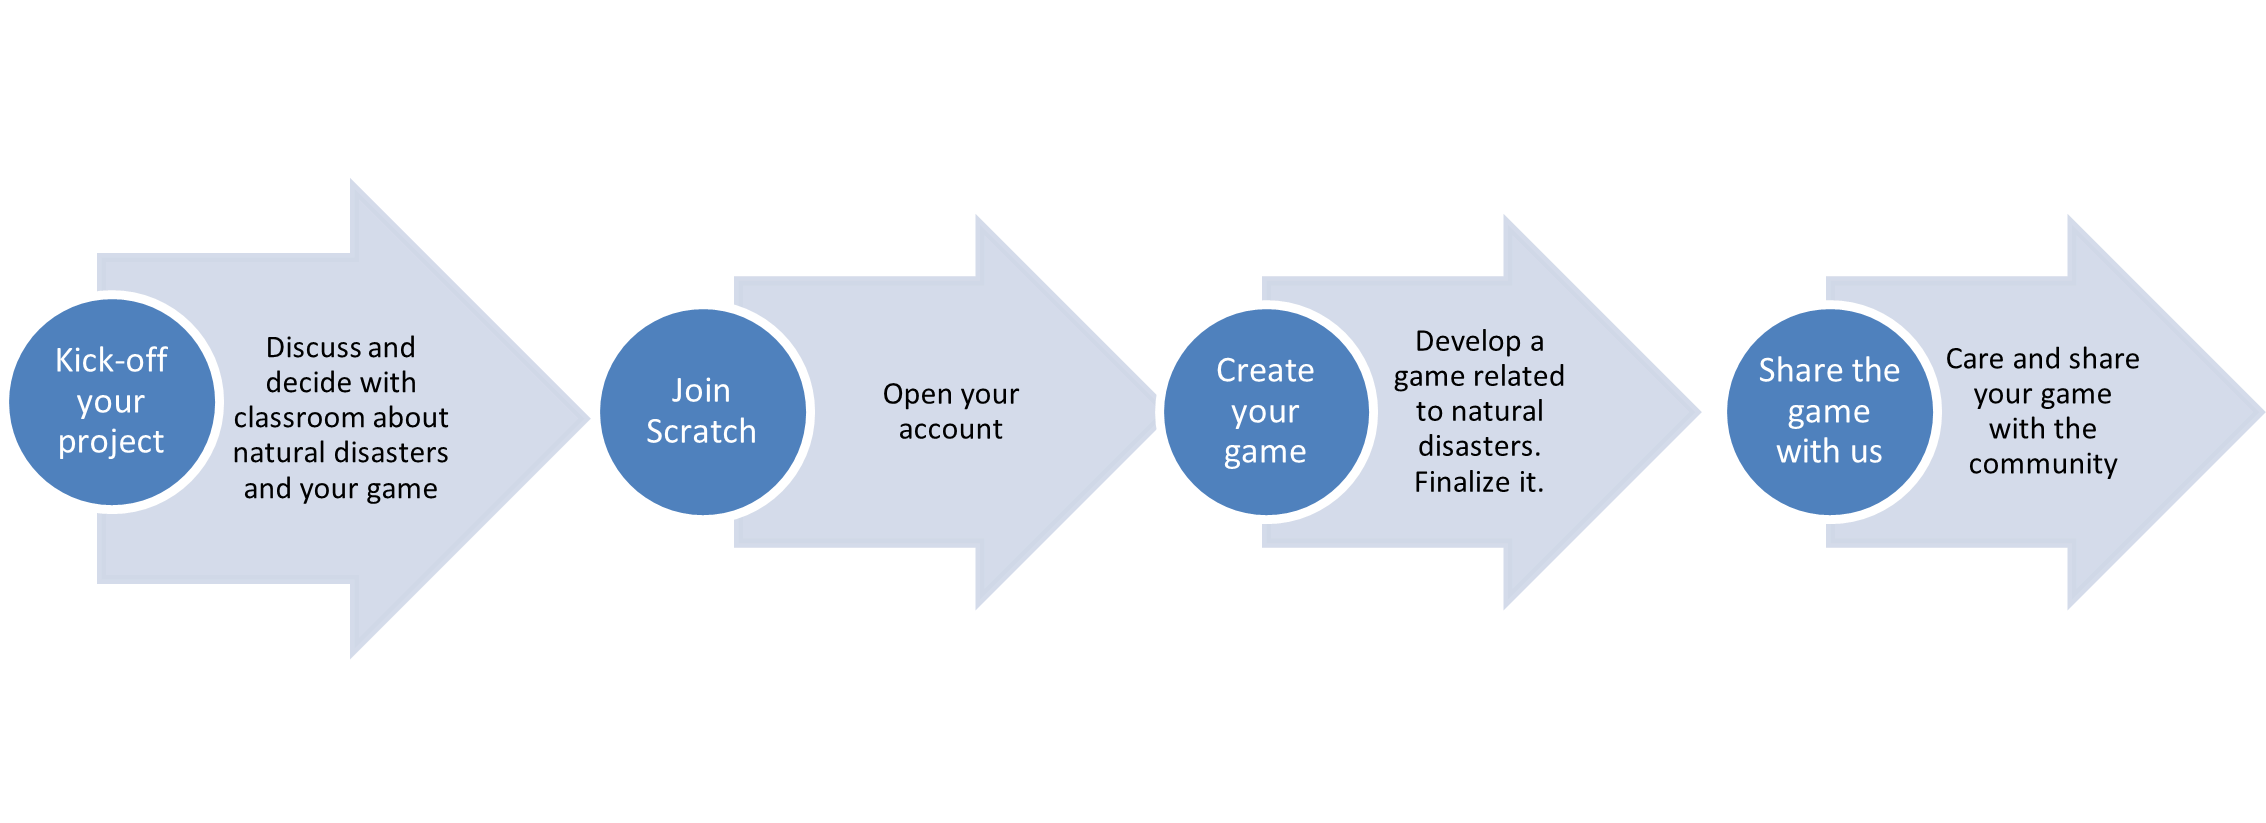 Kick-off
your
project
Discuss and
decide with
classroom about
natural disasters
and your game
Join
Scratch
Open your
account
Create
your
game
Develop a
game related
to natural
disasters.
Finalize it.
Share the
game
with us
Care and share
your game
with the
community